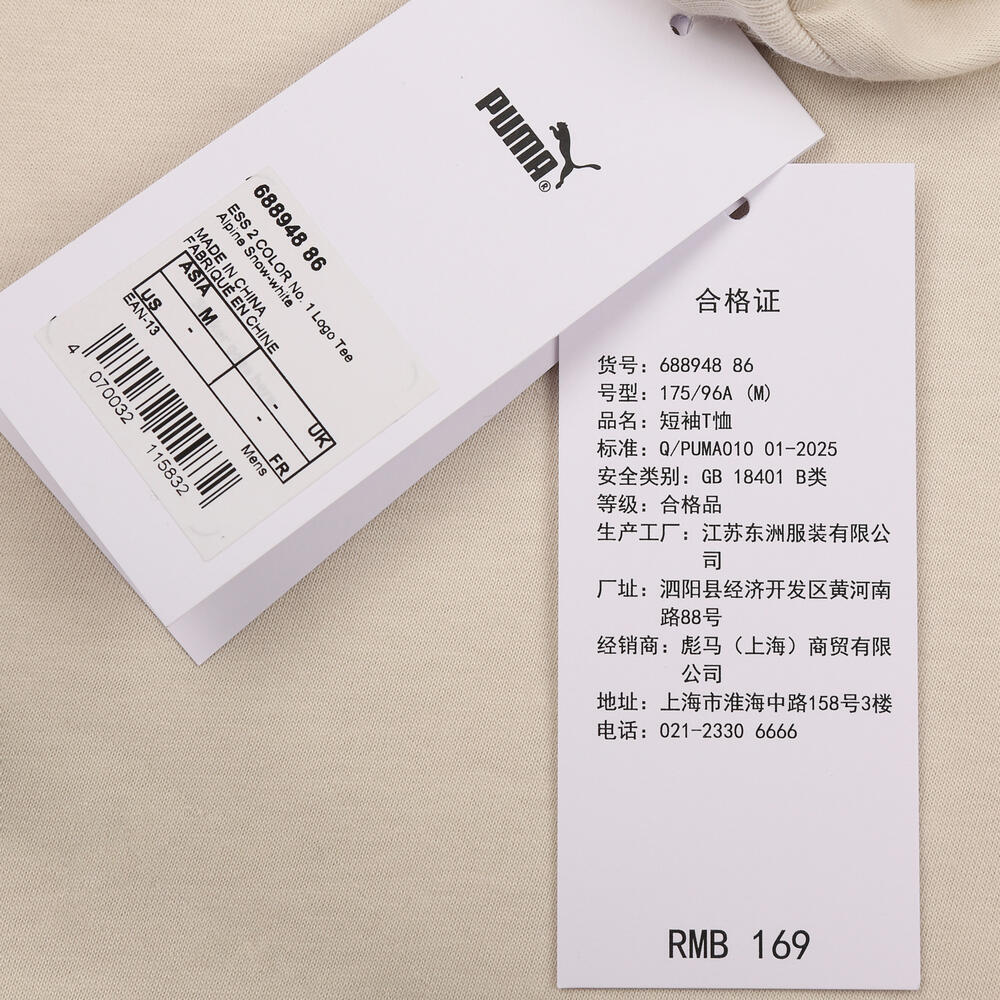 PUMA®
688948 86
ESS 2 COLOR No. 1 Logo Tee
Alpine Snow-white
MADE IN CHINA
FABRIQUÉ EN CHINE
ASIA M
US - - UK
- FR
EAN-13
Mens
4 070032 115832
合格证
货号：688948 86
号型：175/96A (M)
品名：短袖T恤
标准：Q/PUMA010 01-2025
安全类别：GB 18401 B类
等级：合格品
生产工厂：江苏东洲服装有限公
司
厂址：泗阳县经济开发区黄河南
路88号
经销商：彪马（上海）商贸有限
公司
地址：上海市淮海中路158号3楼
电话：021-2330 6666
RMB 169